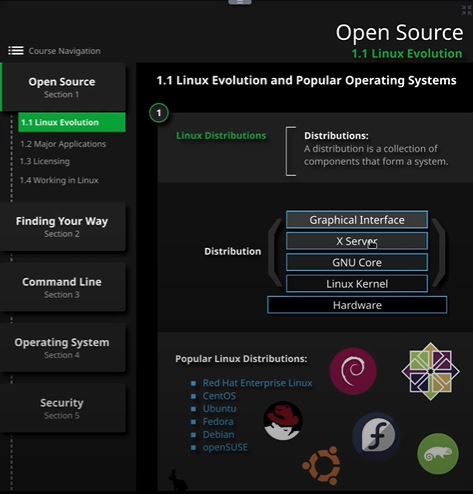 Open Source
1.1 Linux Evolution
Course Navigation
Open Source
Section 1
1.1 Linux Evolution
1.2 Major Applications
1.3 Licensing
1.4 Working in Linux
Finding Your Way
Section 2
Command Line
Section 3
Operating System
Section 4
Security
Section 5
1.1 Linux Evolution and Popular Operating Systems
1
Linux Distributions
Distributions:
A distribution is a collection of
components that form a system.
Distribution
Graphical Interface
X Server
GNU Core
Linux Kernel
Hardware
Popular Linux Distributions:
Red Hat Enterprise Linux
CentOS
Ubuntu
Fedora
Debian
openSUSE